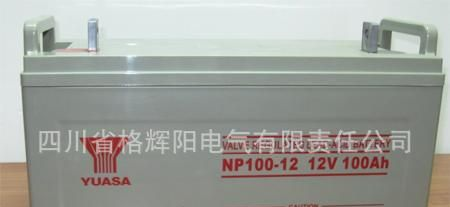 VALVE REGULATED LEAD-ACID BATTERY
四川省格辉阳电气有限责任公司
NP100-12 12V 100Ah
YUASA
CAUTION